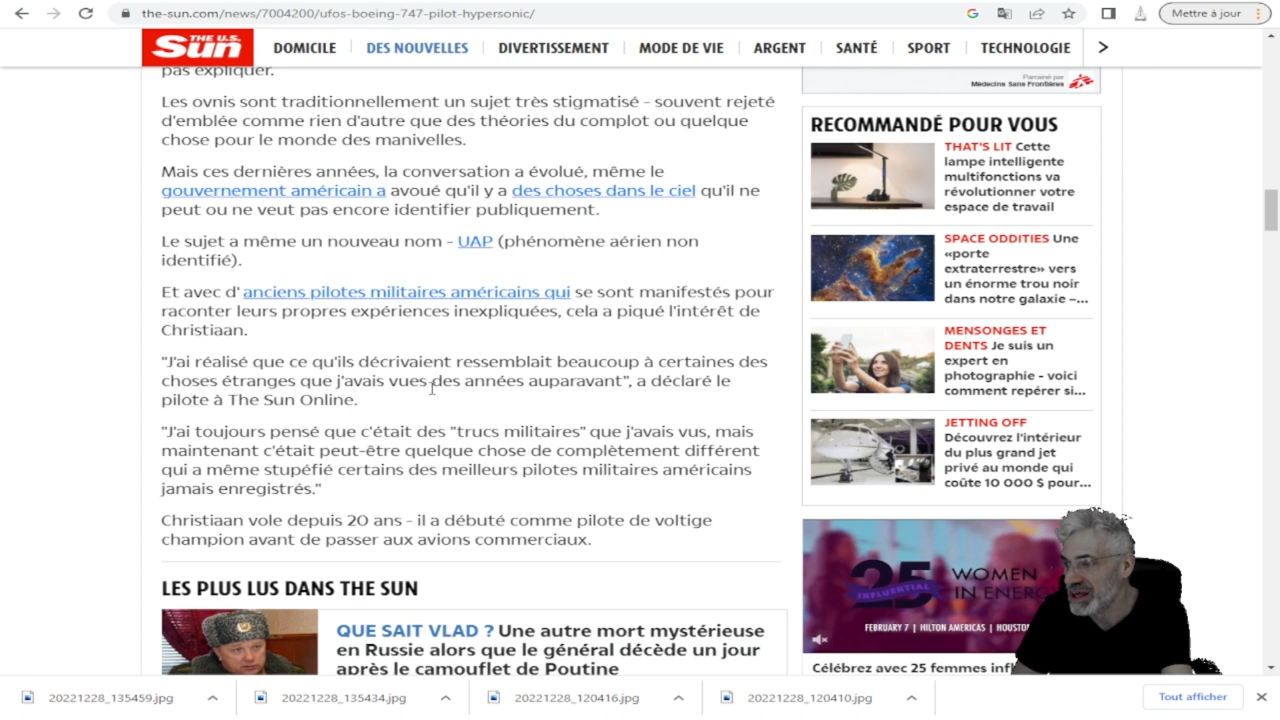 the-sun.com/news/7004200/ufos-boeing-747-pilot-hypersonic/
Mettre à jour
THE U.S. Sun
DOMICILE
DES NOUVELLES
DIVERTISSEMENT
MODE DE VIE
ARGENT
SANTÉ
SPORT
TECHNOLOGIE
pas expliquer.
Les ovnis sont traditionnellement un sujet très stigmatisé - souvent rejeté
d'emblée comme rien d'autre que des théories du complot ou quelque
chose pour le monde des manivelles.
Mais ces dernières années, la conversation a évolué, même le
gouvernement américain a avoué qu'il y a des choses dans le ciel qu'il ne
peut ou ne veut pas encore identifier publiquement.
Le sujet a même un nouveau nom - UAP (phénomène aérien non
identifié).
Et avec d' anciens pilotes militaires américains qui se sont manifestés pour
raconter leurs propres expériences inexpliquées, cela a piqué l'intérêt de
Christiaan.
"J'ai réalisé que ce qu'ils décrivaient ressemblait beaucoup à certaines des
choses étranges que j'avais vues des années auparavant", a déclaré le
pilote à The Sun Online.
"J'ai toujours pensé que c'était des "trucs militaires" que j'avais vus, mais
maintenant c'était peut-être quelque chose de complètement différent
qui a même stupéfié certains des meilleurs pilotes militaires américains
jamais enregistrés."
Christiaan vole depuis 20 ans - il a débuté comme pilote de voltige
champion avant de passer aux avions commerciaux.
LES PLUS LUS DANS THE SUN
QUE SAIT VLAD ? Une autre mort mystérieuse
en Russie alors que le général décède un jour
après le camouflet de Poutine
Parrainé par
Médecins Sans Frontières
RECOMMANDÉ POUR VOUS
THAT'S LIT Cette
lampe intelligente
multifonctions va
révolutionner votre
espace de travail
SPACE ODDITIES Une
«porte
extraterrestre» vers
un énorme trou noir
dans notre galaxie –...
MENSONGES ET
DENTS Je suis un
expert en
photographie - voici
comment repérer si...
JETTING OFF
Découvrez l'intérieur
du plus grand jet
privé au monde qui
coûte 10 000 $ pour...
25
INFLUENTIAL
WOMEN
IN ENERG
FEBRUARY 7 | HILTON AMERICAS | HOUSTO
Célébrez avec 25 femmes infl
20221228_135459.jpg
20221228_135434.jpg
20221228_120416.jpg
20221228_120410.jpg
Tout afficher